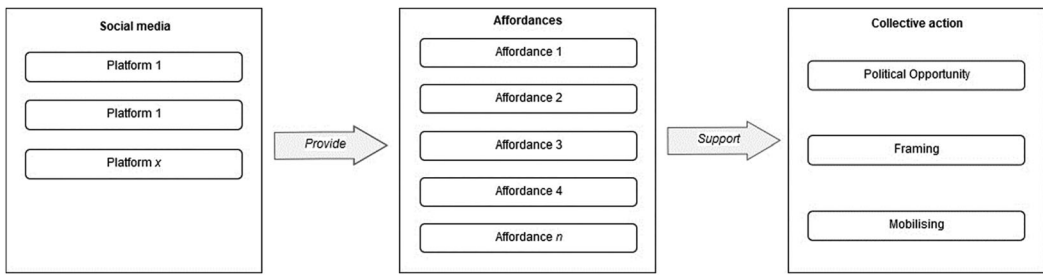 Social media
Platform 1
Platform 1
Platform x
Provide
Affordances
Affordance 1
Affordance 2
Affordance 3
Affordance 4
Affordance n
Support
Collective action
Political Opportunity
Framing
Mobilising